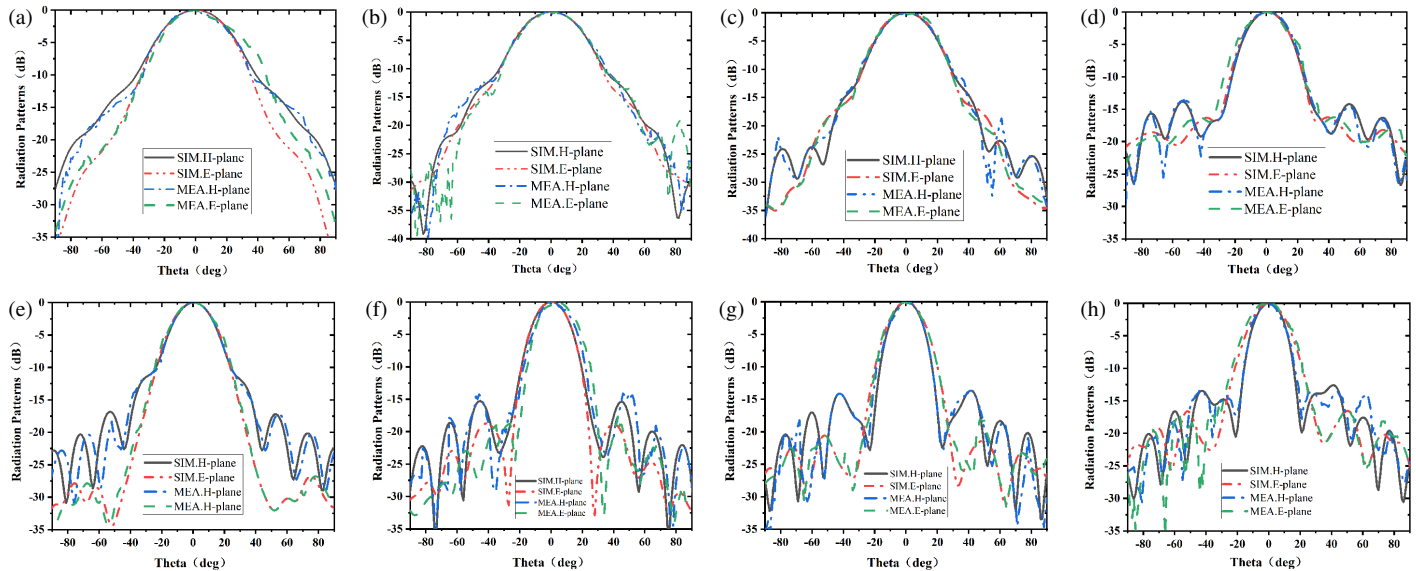 (a)
0
-5
-10
-15
-20
-25
-30
-35
Radiation Patterns（dB）
SIM.H-plane
SIM.E-plane
MEA.H-plane
MEA.E-plane
-80 -60 -40 -20 0 20 40 60 80
Theta（deg）
(b)
0
-5
-10
-15
-20
-25
-30
-35
-40
Radiation Patterns（dB）
SIM.H-plane
SIM.E-plane
MEA.H-plane
MEA.E-plane
-80 -60 -40 -20 0 20 40 60 80
Theta（deg）
(c)
0
-5
-10
-15
-20
-25
-30
-35
-40
Radiation Patterns（dB）
SIM.H-plane
SIM.E-plane
MEA.H-plane
MEA.E-plane
-80 -60 -40 -20 0 20 40 60 80
Theta（deg）
(d)
0
-5
-10
-15
-20
-25
-30
-35
Radiation Patterns（dB）
SIM.H-plane
SIM.E-plane
MEA.H-plane
MEA.E-plane
-80 -60 -40 -20 0 20 40 60 80
Theta（deg）
(e)
0
-5
-10
-15
-20
-25
-30
-35
Radiation Patterns（dB）
SIM.H-plane
SIM.E-plane
MEA.H-plane
MEA.E-plane
-80 -60 -40 -20 0 20 40 60 80
Theta（deg）
(f)
0
-5
-10
-15
-20
-25
-30
-35
Radiation Patterns（dB）
SIM.H-plane
SIM.E-plane
MEA.H-plane
MEA.E-plane
-80 -60 -40 -20 0 20 40 60 80
Theta（deg）
(g)
0
-5
-10
-15
-20
-25
-30
-35
Radiation Patterns（dB）
SIM.H-plane
SIM.E-plane
MEA.H-plane
MEA.E-plane
-80 -60 -40 -20 0 20 40 60 80
Theta（deg）
(h)
0
-5
-10
-15
-20
-25
-30
-35
Radiation Patterns（dB）
SIM.H-plane
SIM.E-plane
MEA.H-plane
MEA.E-plane
-80 -60 -40 -20 0 20 40 60 80
Theta（deg）